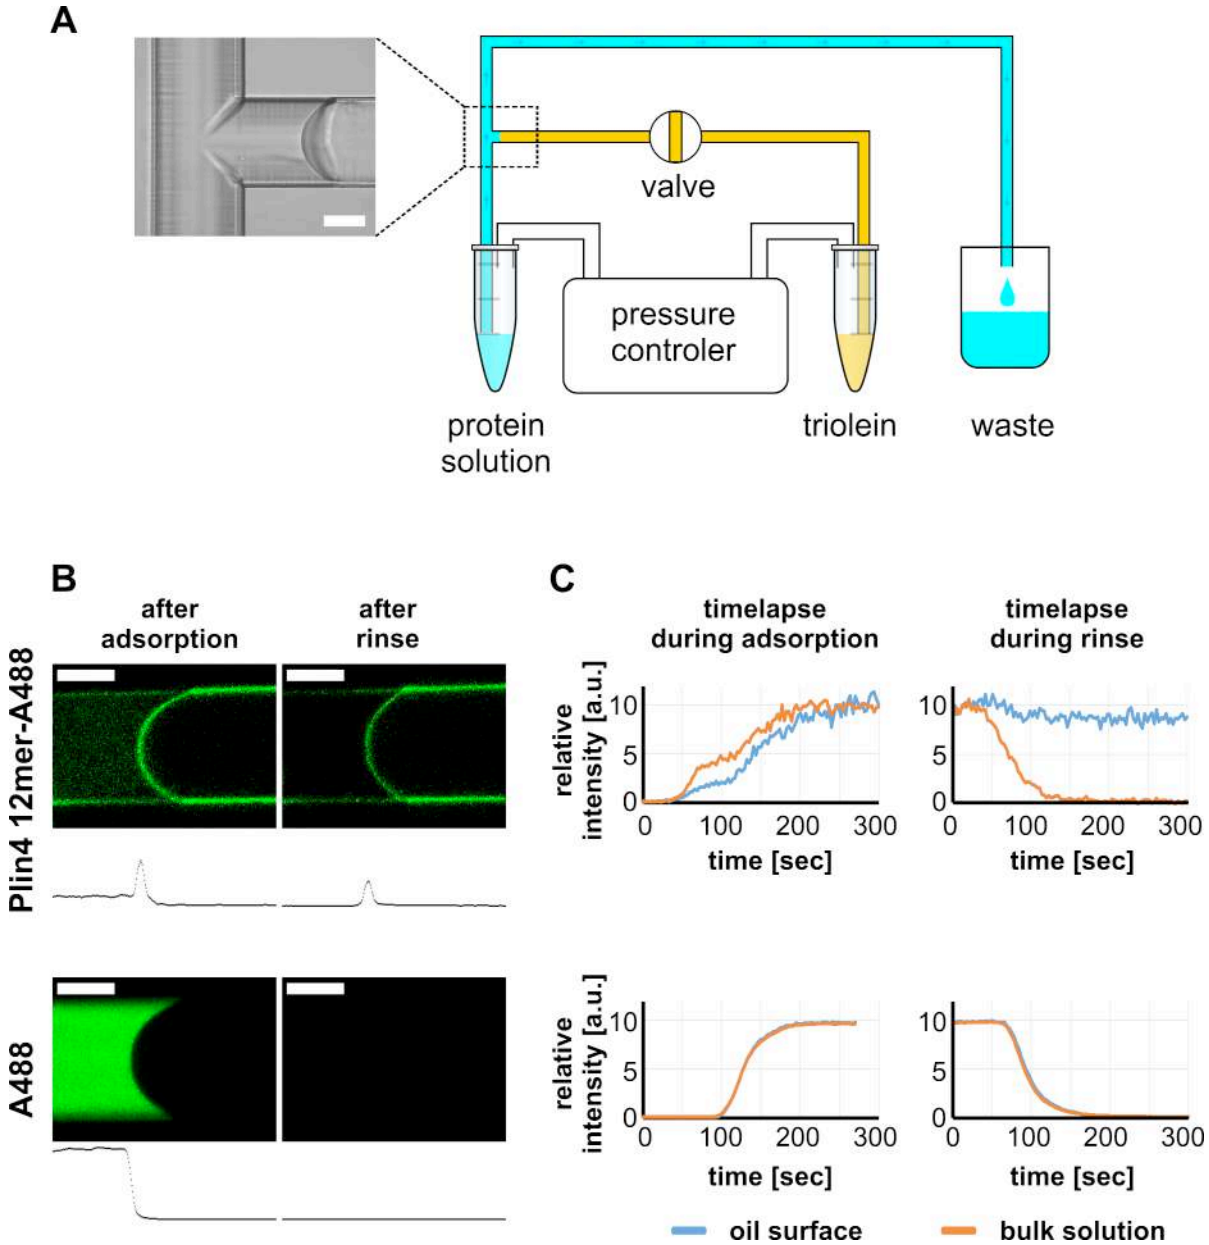 A
valve
pressure
controler
protein
solution
triolein
waste
B
after
adsorption
after
rinse
Plin4 12mer-A488
A488
C
timelapse
during adsorption
timelapse
during rinse
relative
intensity [a.u.]
10
5
0
0 100 200 300
time [sec]
10
5
0
0 100 200 300
time [sec]
relative
intensity [a.u.]
10
5
0
0 100 200 300
time [sec]
10
5
0
0 100 200 300
time [sec]
oil surface
bulk solution